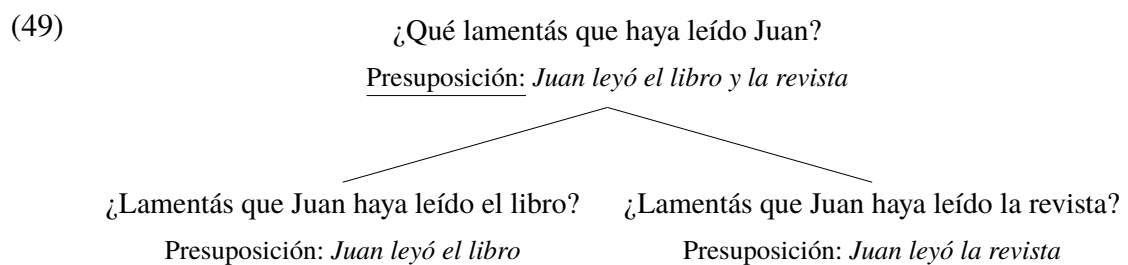 (49)
¿Qué lamentás que haya leído Juan?
Presuposición: Juan leyó el libro y la revista
¿Lamentás que Juan haya leído el libro? ¿Lamentás que Juan haya leído la revista?
Presuposición: Juan leyó el libro Presuposición: Juan leyó la revista